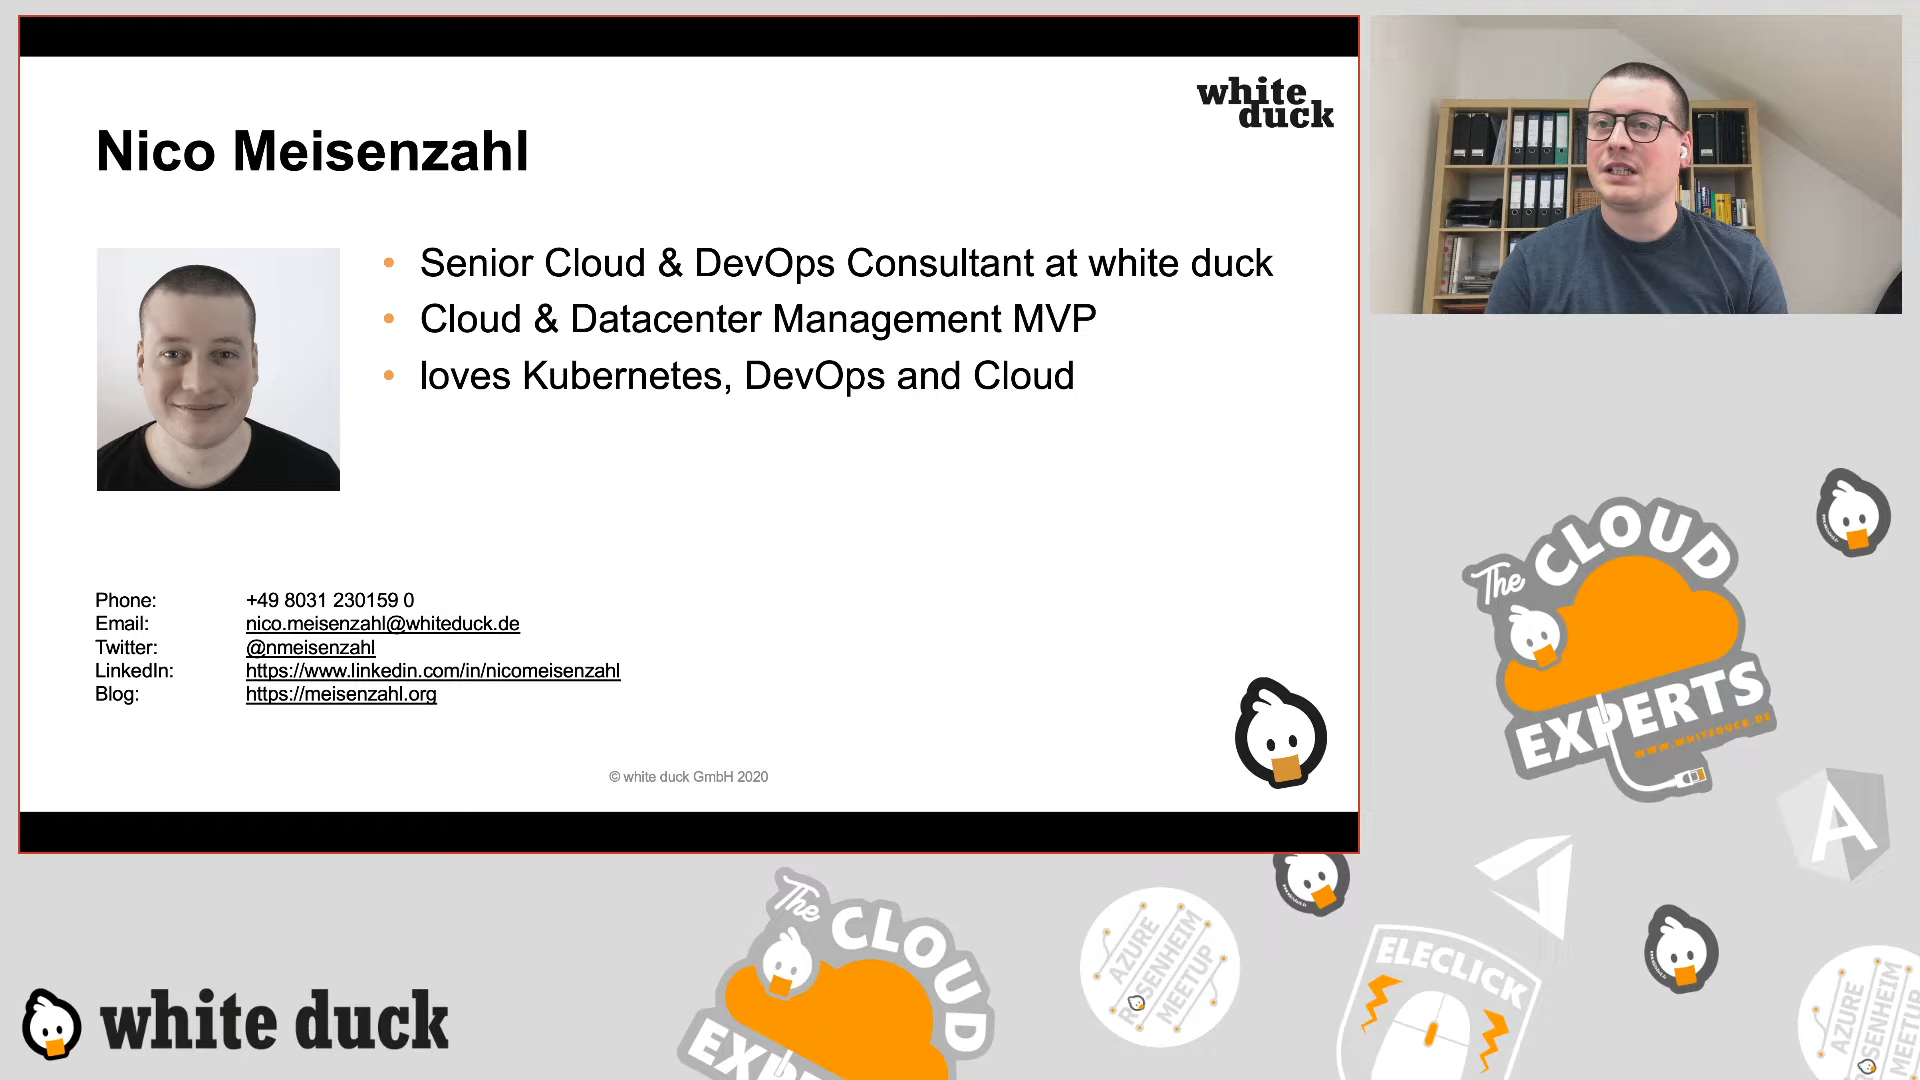 white
duck
Nico Meisenzahl
• Senior Cloud & DevOps Consultant at white duck
• Cloud & Datacenter Management MVP
• loves Kubernetes, DevOps and Cloud
Phone: +49 8031 230159 0
Email: nico.meisenzahl@whiteduck.de
Twitter: @nmeisenzahl
LinkedIn: https://www.linkedin.com/in/nicomeisenzahl
Blog: https://meisenzahl.org
© white duck GmbH 2020
The
CLOUD
EXPERTS
WWW.WHITEDUCK.DE
A
The
CLOUD
AZURE
ROSENHEIM
MEETUP
ELECLICK
AZURE
white duck